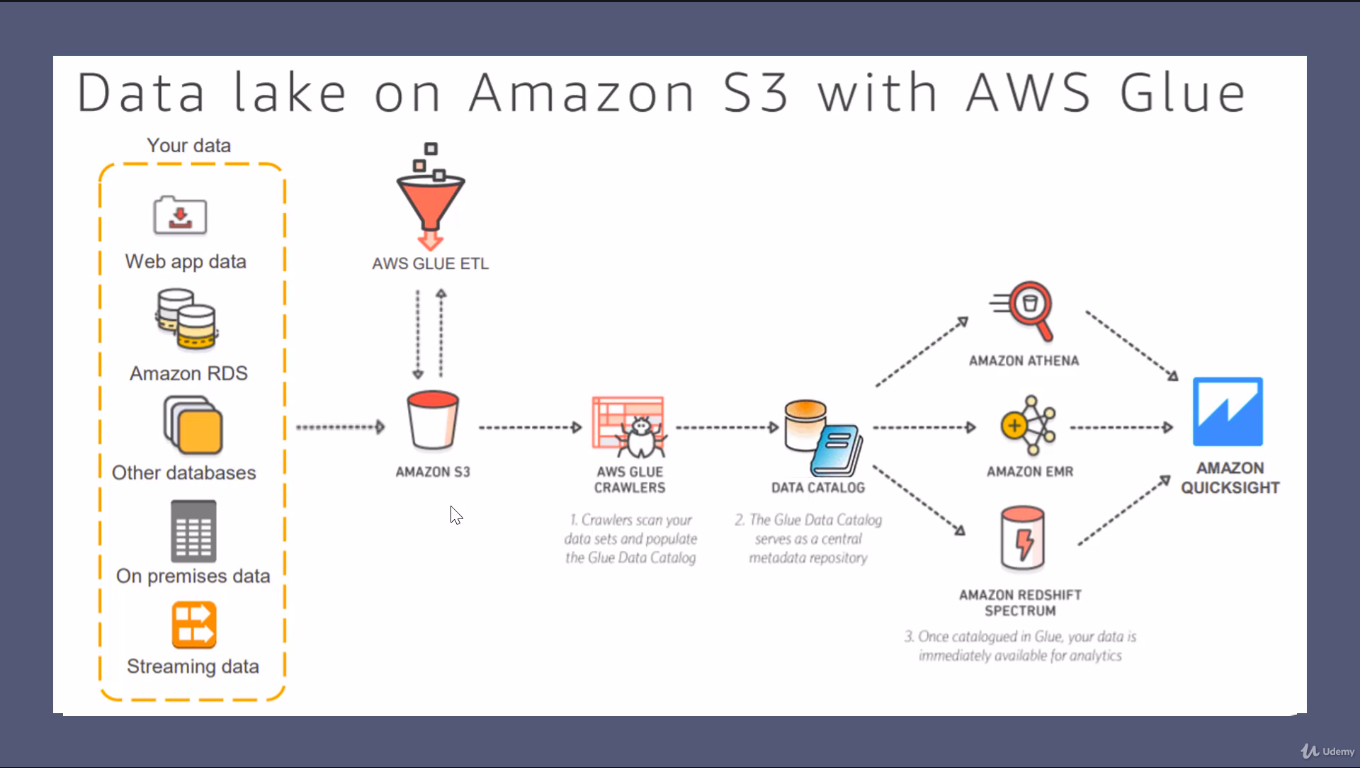 Data lake on Amazon S3 with AWS Glue
Your data
Web app data
Amazon RDS
Other databases
On premises data
Streaming data
AWS GLUE ETL
AMAZON S3
AWS GLUE
CRAWLERS
1. Crawlers scan your
data sets and populate
the Glue Data Catalog
DATA CATALOG
2. The Glue Data Catalog
serves as a central
metadata repository
AMAZON ATHENA
AMAZON EMR
AMAZON REDSHIFT
SPECTRUM
3. Once catalogued in Glue, your data is
immediately available for analytics
AMAZON
QUICKSIGHT
Udemy